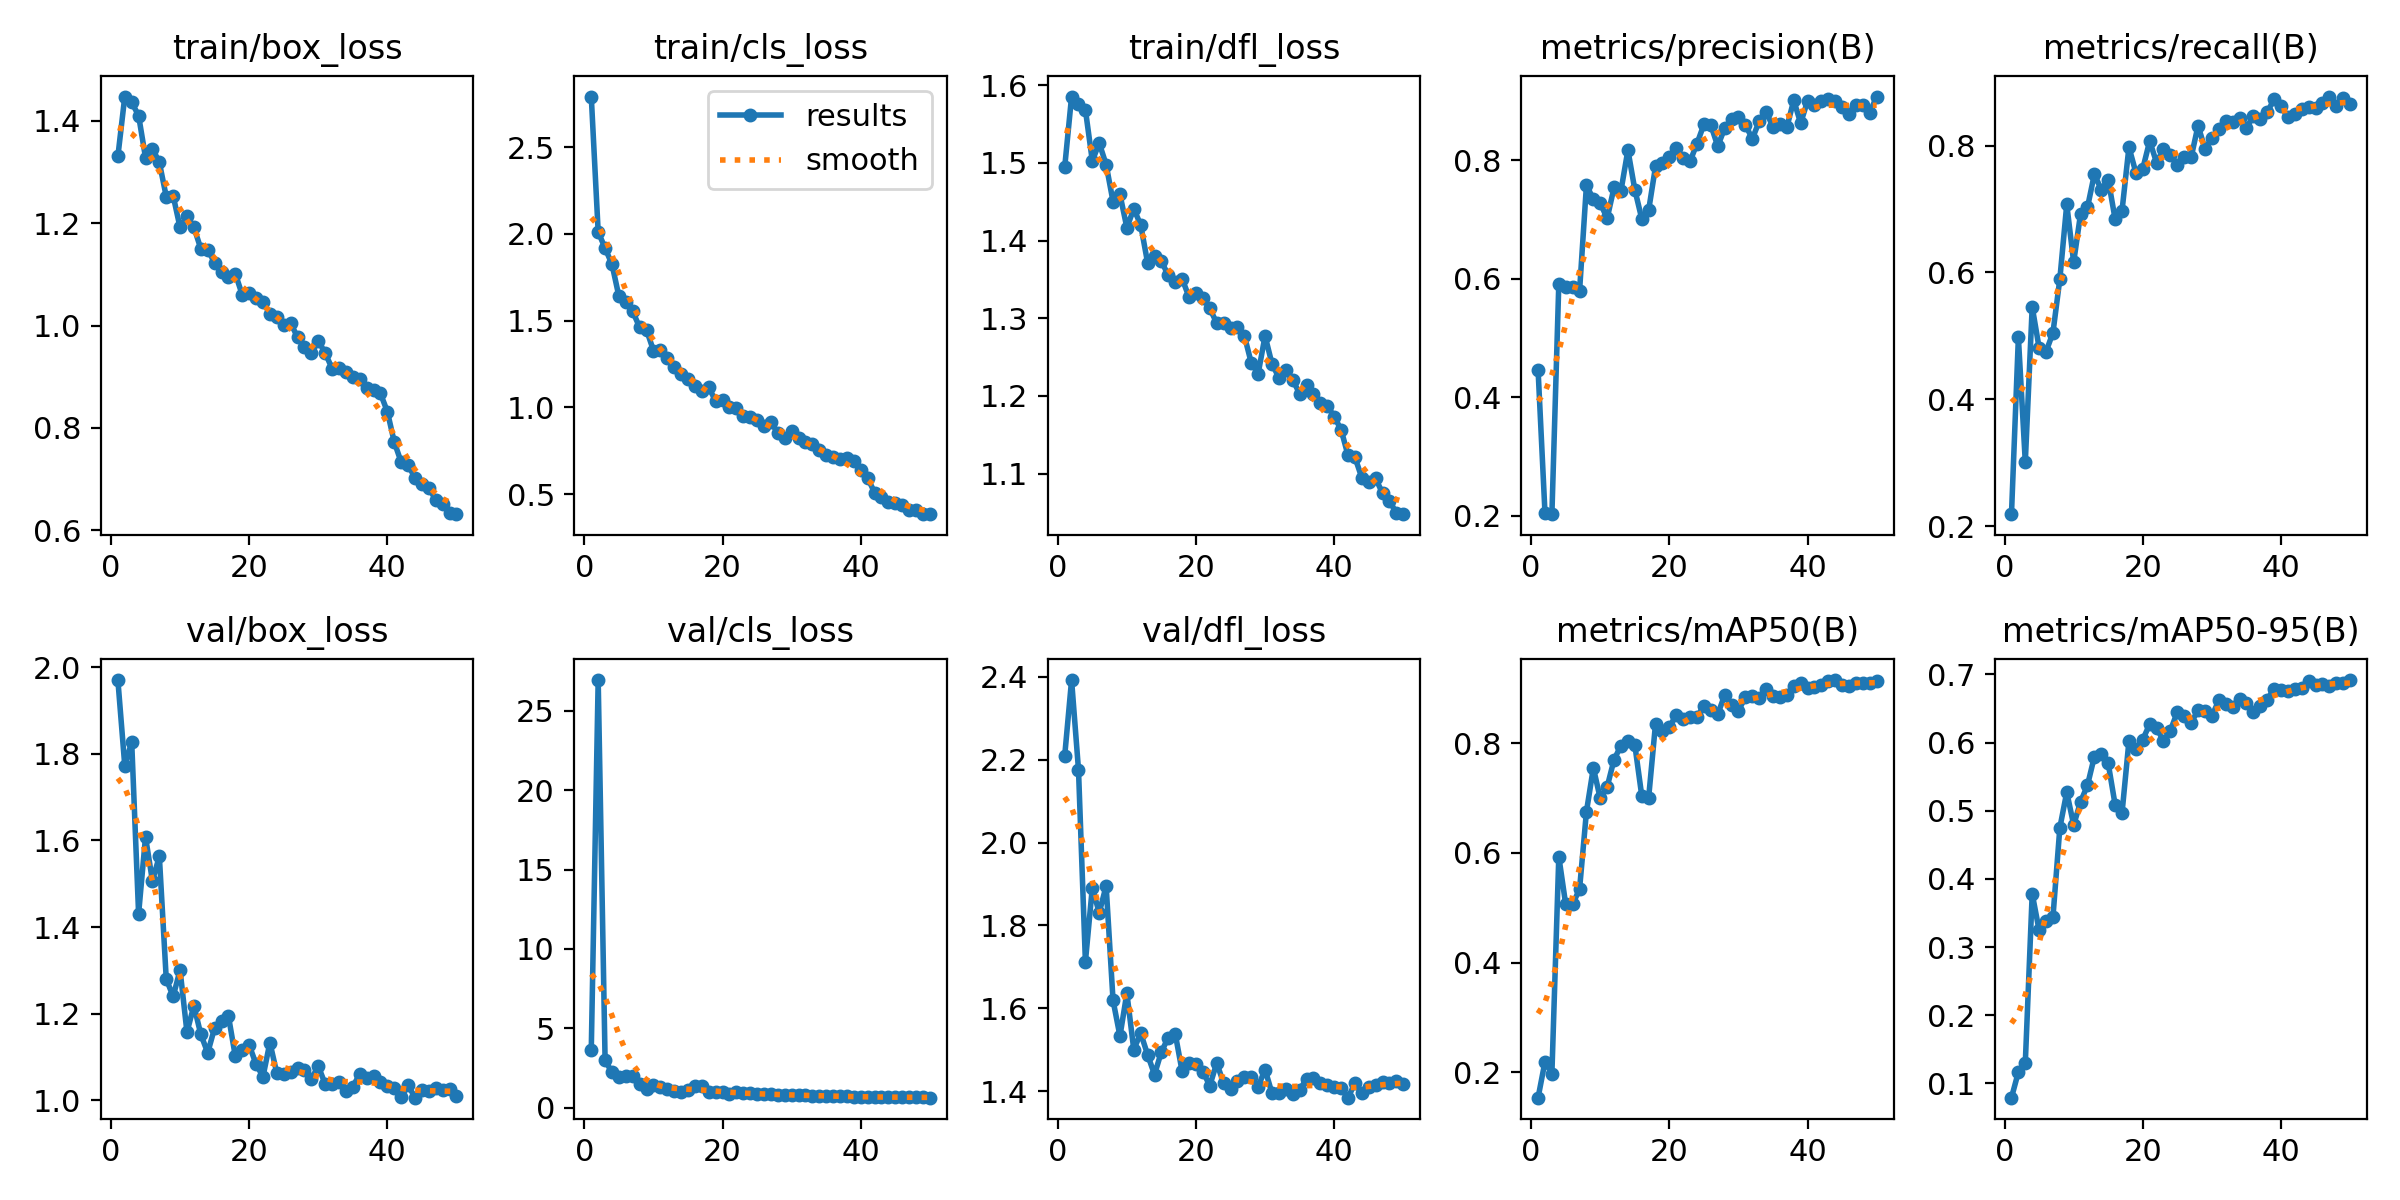 train/box_loss
1.4
1.2
1.0
0.8
0.6
0 20 40
train/cls_loss
results
smooth
2.5
2.0
1.5
1.0
0.5
0 20 40
train/dfl_loss
1.6
1.5
1.4
1.3
1.2
1.1
0 20 40
metrics/precision(B)
0.8
0.6
0.4
0.2
0 20 40
metrics/recall(B)
0.8
0.6
0.4
0.2
0 20 40
val/box_loss
2.0
1.8
1.6
1.4
1.2
1.0
0 20 40
val/cls_loss
25
20
15
10
5
0
0 20 40
val/dfl_loss
2.4
2.2
2.0
1.8
1.6
1.4
0 20 40
metrics/mAP50(B)
0.8
0.6
0.4
0.2
0 20 40
metrics/mAP50-95(B)
0.7
0.6
0.5
0.4
0.3
0.2
0.1
0 20 40